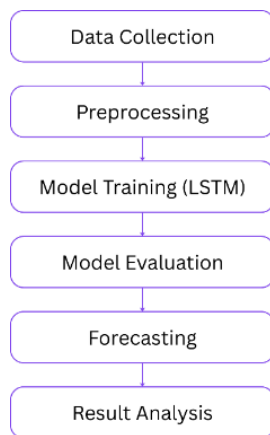 Data Collection
Preprocessing
Model Training (LSTM)
Model Evaluation
Forecasting
Result Analysis